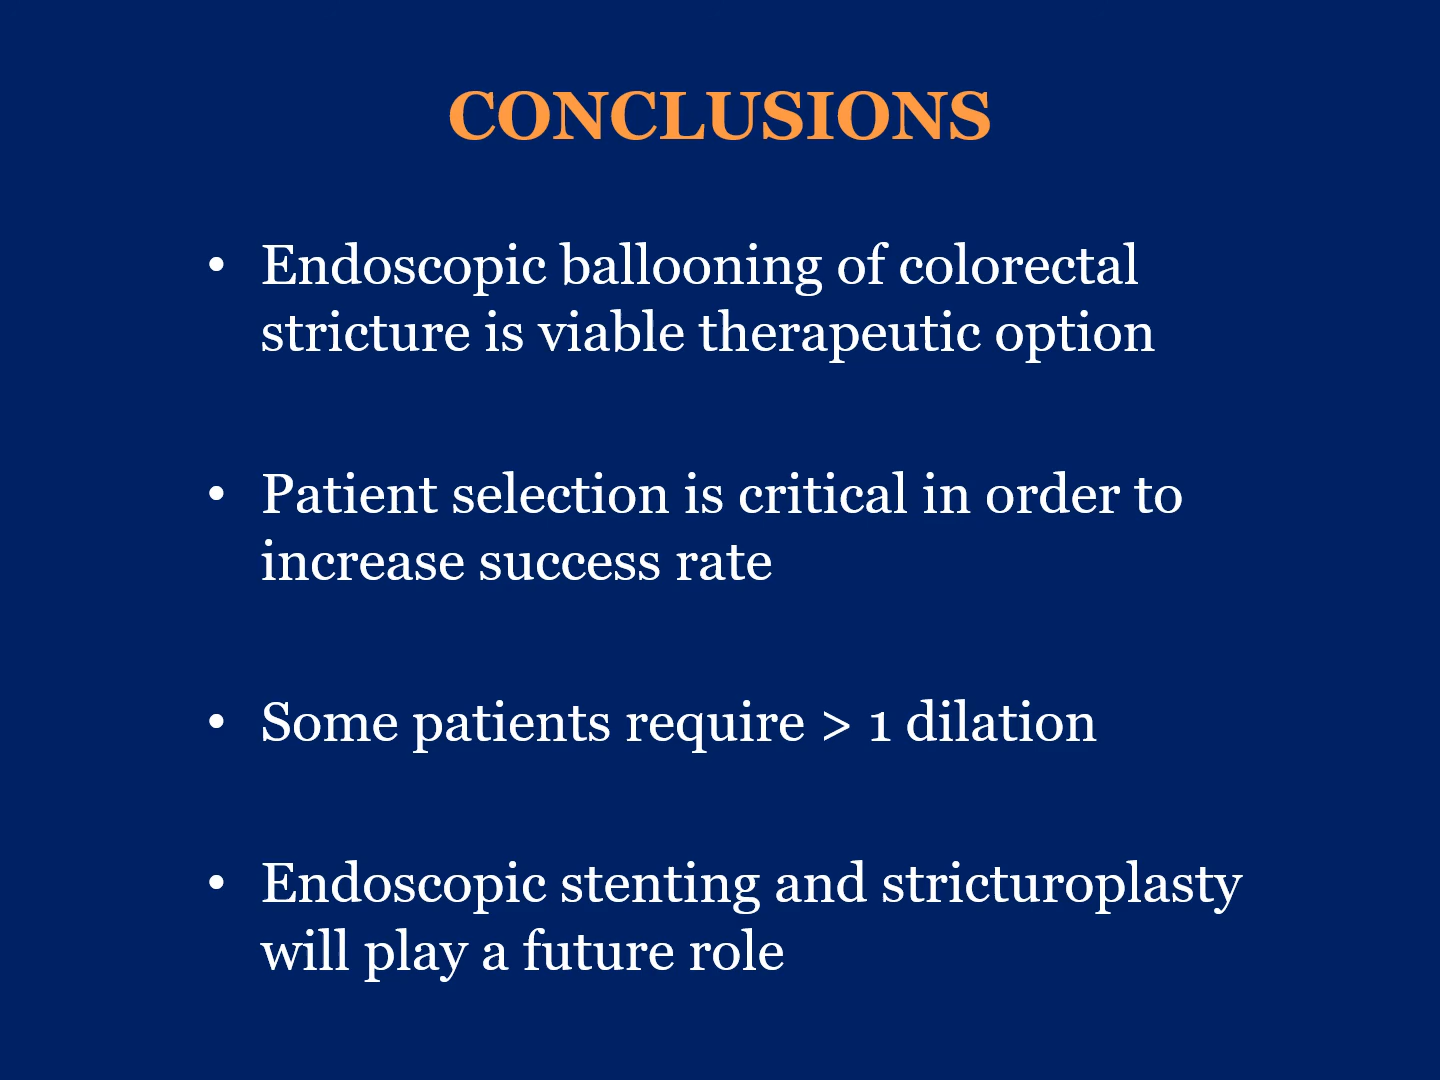 CONCLUSIONS
• Endoscopic ballooning of colorectal
stricture is viable therapeutic option
• Patient selection is critical in order to
increase success rate
• Some patients require > 1 dilation
• Endoscopic stenting and stricturoplasty
will play a future role